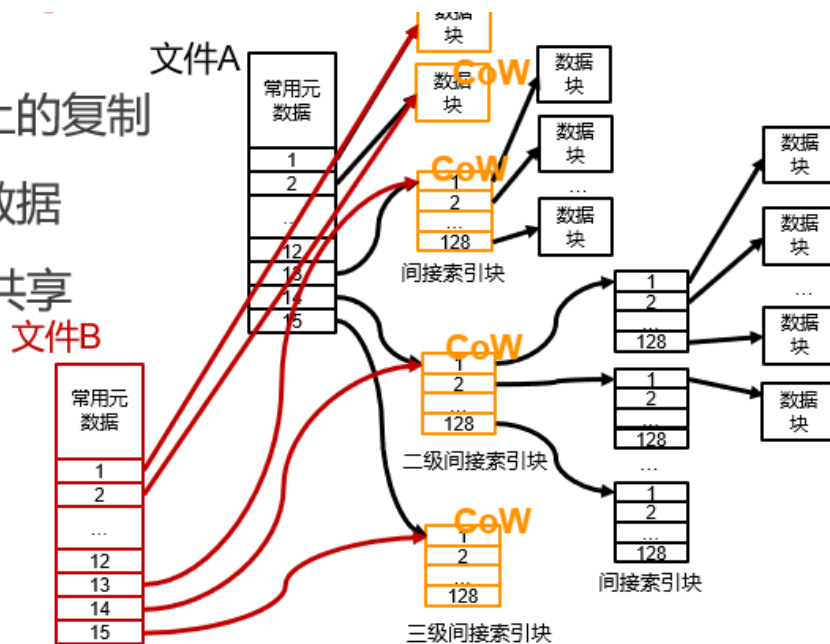 数据
块
文件A
常用元
数据
数据
块
CoW
数据
块
上的复制
1
2
...
12
13
14
15
CoW
1
2
...
128
间接索引块
数据
块
...
数据
块
数据
块
数据
块
...
数据
块
数据
块
数据
共享
文件B
常用元
数据
1
2
...
12
13
14
15
CoW
1
2
...
128
二级间接索引块
1
2
...
128
1
2
...
128
...
1
2
...
128
间接索引块
CoW
1
2
...
128
三级间接索引块